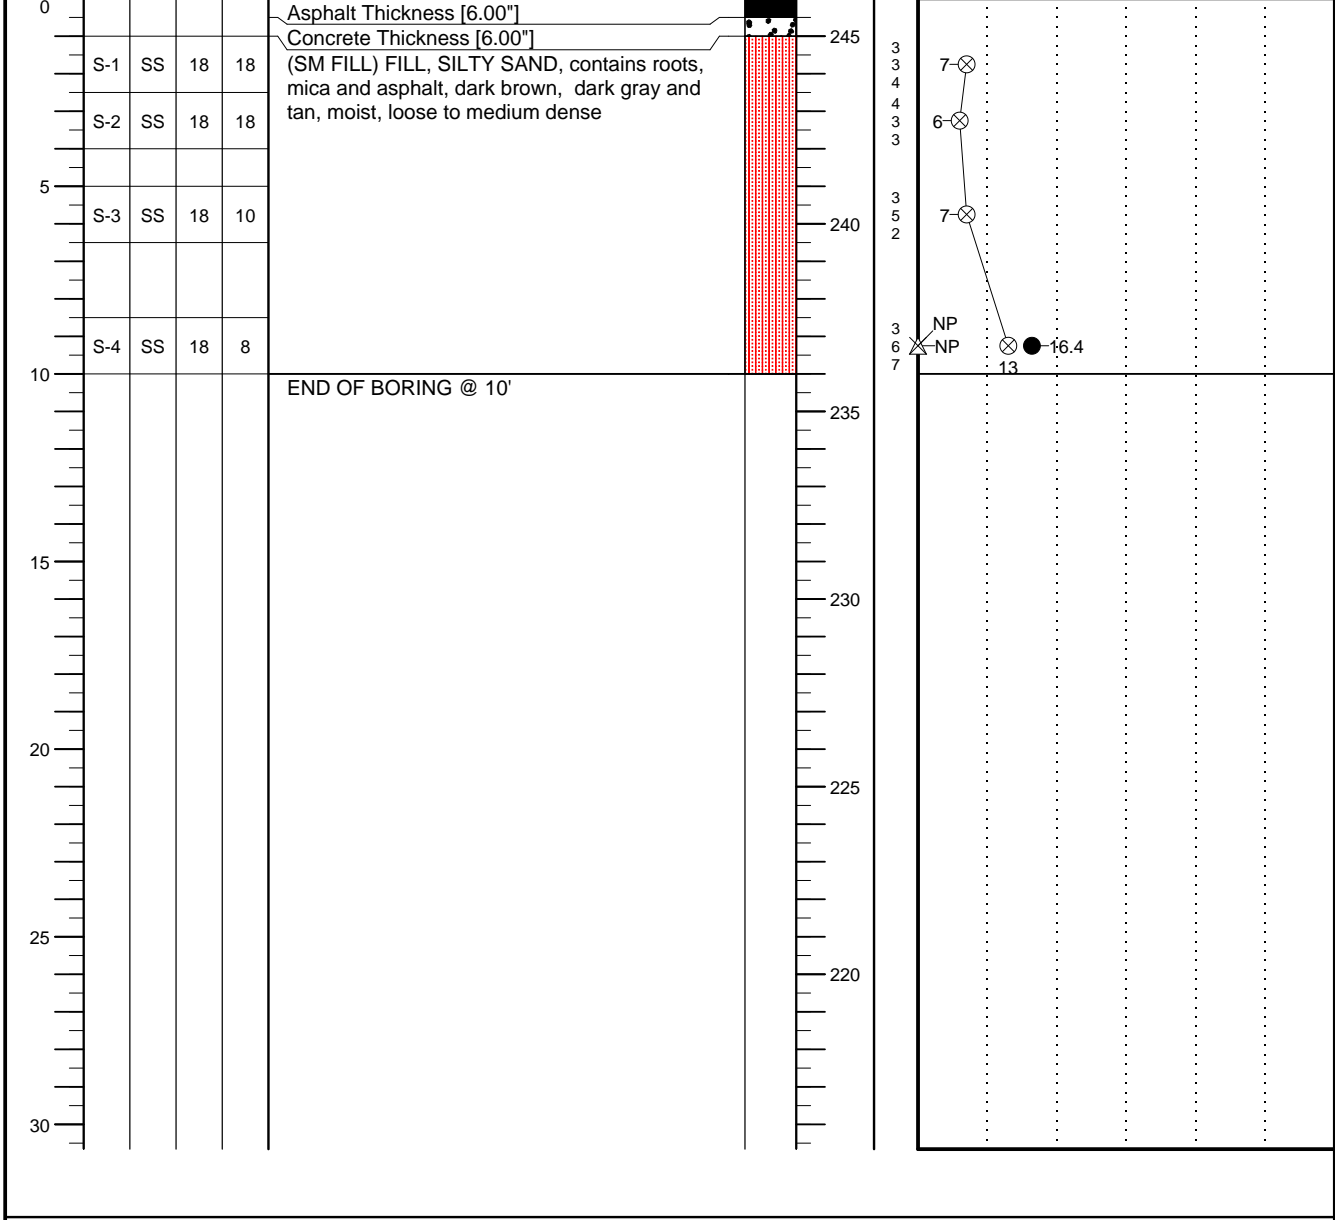 0
Asphalt Thickness [6.00"]
Concrete Thickness [6.00"]
245
S-1 SS 18 18
(SM FILL) FILL, SILTY SAND, contains roots,
mica and asphalt, dark brown, dark gray and
tan, moist, loose to medium dense
3
3
4
7
S-2 SS 18 18
4
3
3
6
5
S-3 SS 18 10
240
3
5
2
7
S-4 SS 18 8
3
6
7
NP
NP
16.4
13
10
END OF BORING @ 10'
235
15
230
20
225
25
220
30